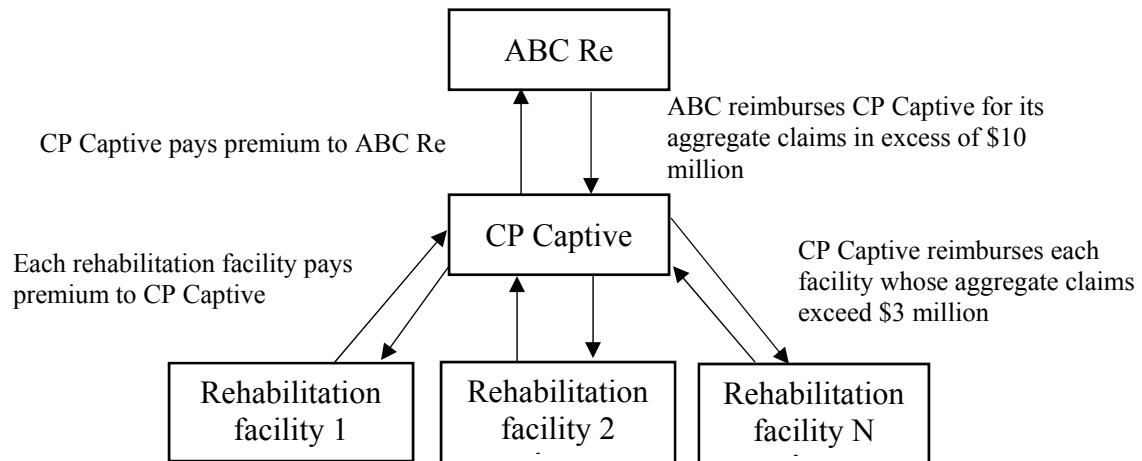 ABC Re
CP Captive pays premium to ABC Re
ABC reimburses CP Captive for its
aggregate claims in excess of $10
million
CP Captive
Each rehabilitation facility pays
premium to CP Captive
CP Captive reimburses each
facility whose aggregate claims
exceed $3 million
Rehabilitation
facility 1
Rehabilitation
facility 2
Rehabilitation
facility N